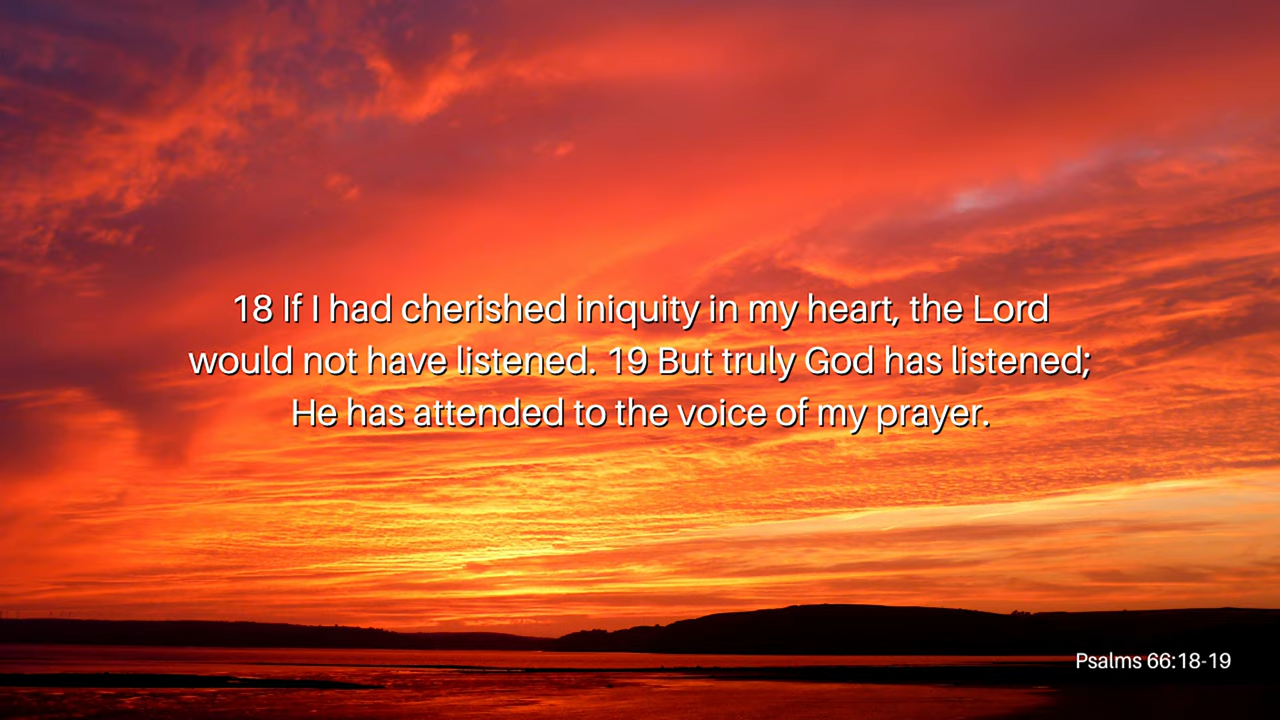 18 If I had cherished iniquity in my heart, the Lord
would not have listened. 19 But truly God has listened;
He has attended to the voice of my prayer.
Psalms 66:18-19